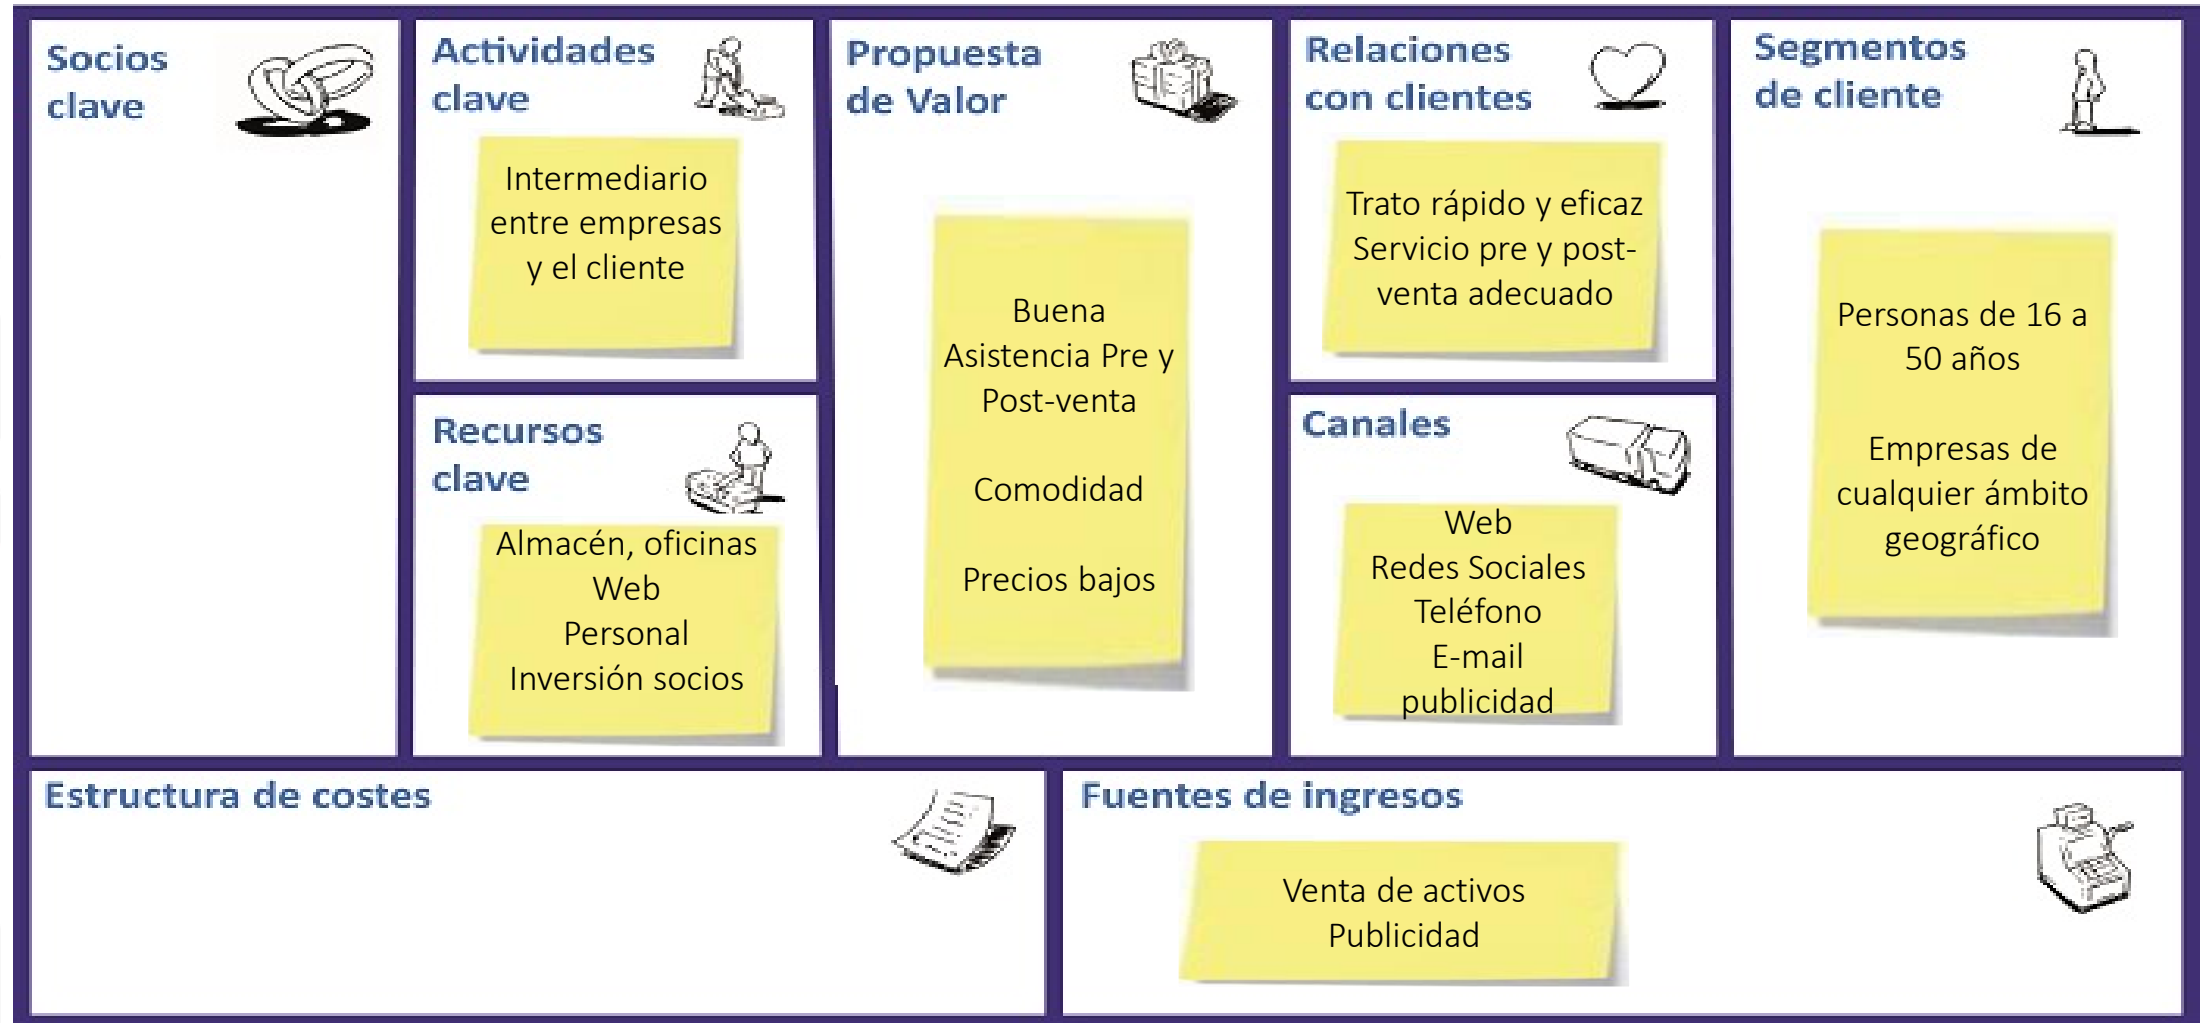 Socios
clave
Actividades
clave
Intermediario
entre empresas
y el cliente
Recursos
clave
Almacén, oficinas
Web
Personal
Inversión socios
Propuesta
de Valor
Buena
Asistencia Pre y
Post-venta
Comodidad
Precios bajos
Relaciones
con clientes
Trato rápido y eficaz
Servicio pre y post-
venta adecuado
Canales
Web
Redes Sociales
Teléfono
E-mail
publicidad
Segmentos
de cliente
Personas de 16 a
50 años
Empresas de
cualquier ámbito
geográfico
Estructura de costes
Fuentes de ingresos
Venta de activos
Publicidad